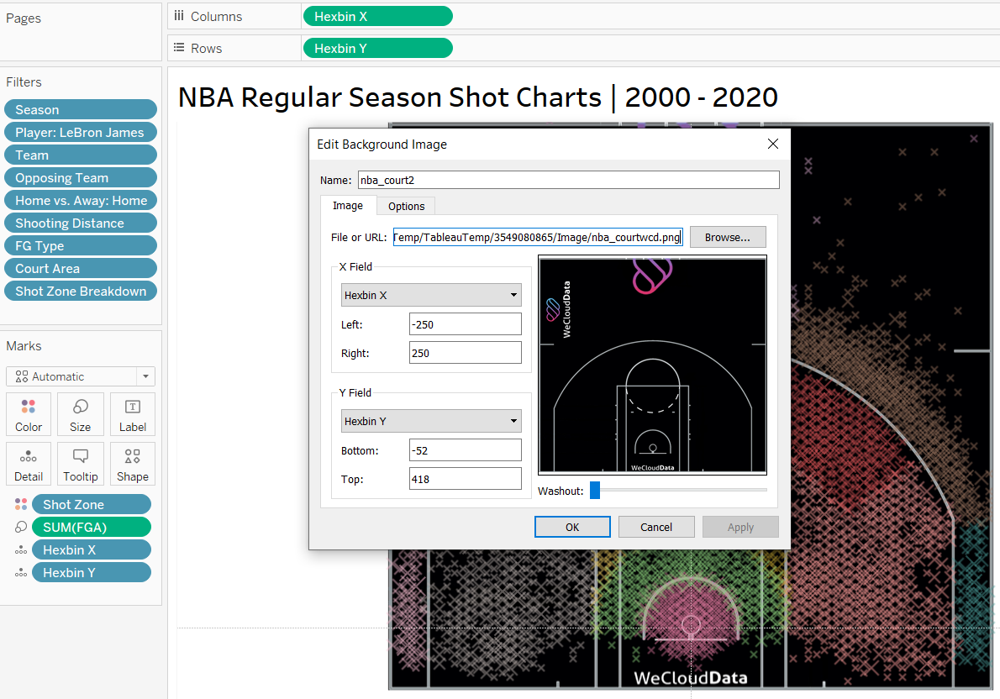 Pages
Columns
Hexbin X
Rows
Hexbin Y
Filters
Season
Player: LeBron James
Team
Opposing Team
Home vs. Away: Home
Shooting Distance
FG Type
Court Area
Shot Zone Breakdown
Marks
Automatic
Color
Size
Label
Detail
Tooltip
Shape
Shot Zone
SUM(FGA)
Hexbin X
Hexbin Y
NBA Regular Season Shot Charts | 2000 - 2020
Edit Background Image
Name: nba_court2
Image
Options
File or URL: Temp/TableauTemp/3549080865/Image/nba_courtwcd.png
Browse...
X Field
Hexbin X
Left: -250
Right: 250
Y Field
Hexbin Y
Bottom: -52
Top: 418
WeCloudData
WeCloudData
Washout:
OK
Cancel
Apply
WeCloudData